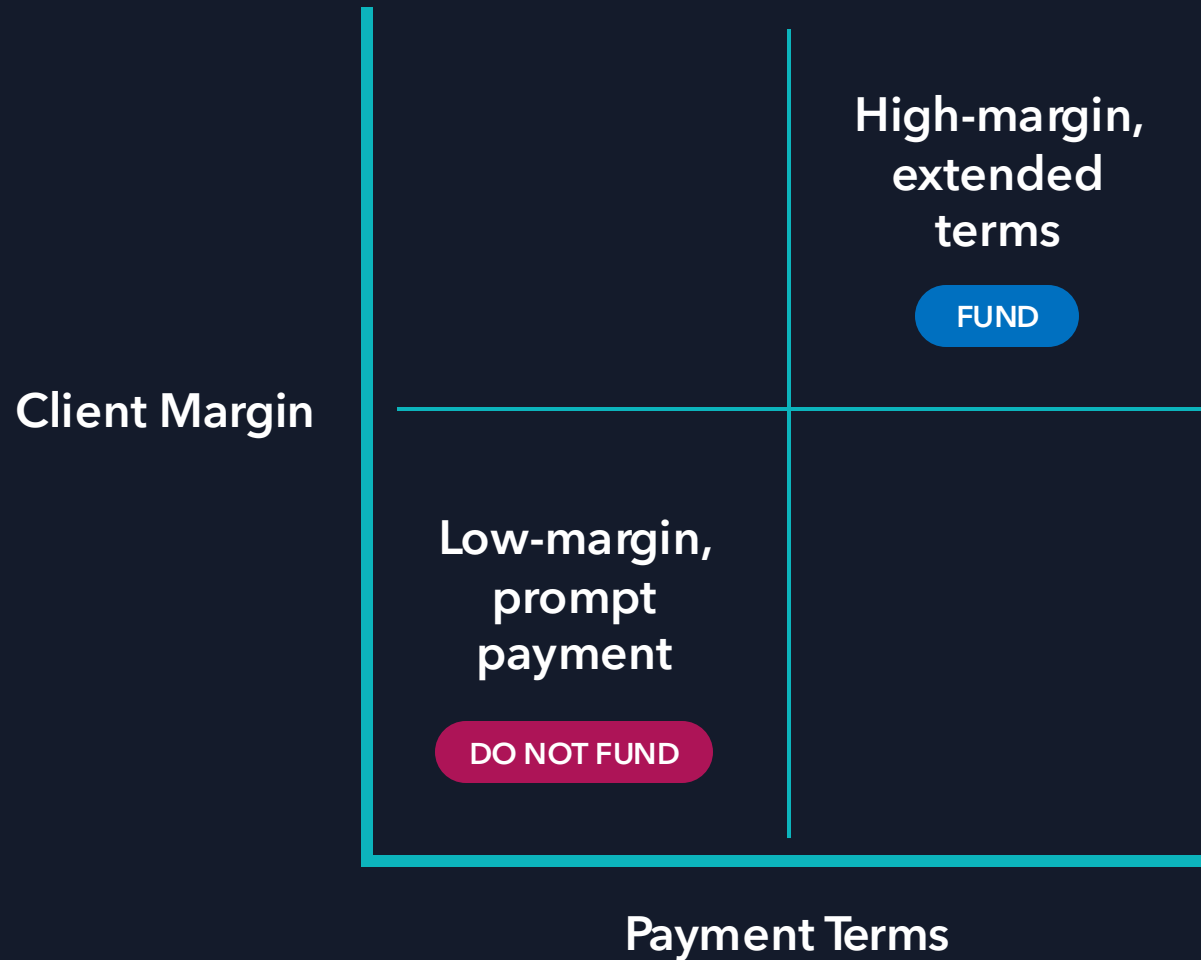 High-margin,
extended
terms
FUND
Client Margin
Low-margin,
prompt
payment
DO NOT FUND
Payment Terms